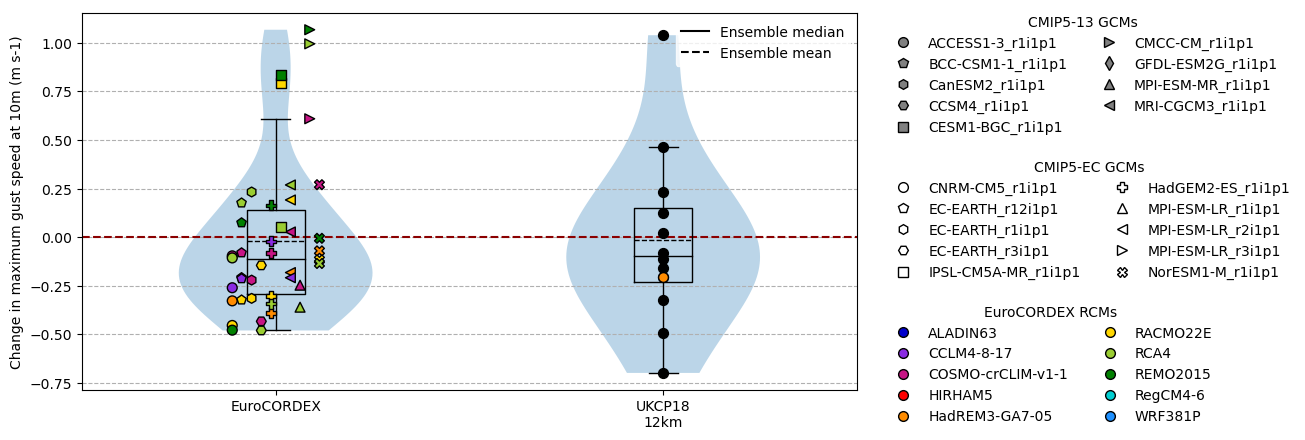 Change in maximum gust speed at 10m (m s-1)
1.00
0.75
0.50
0.25
0.00
−0.25
−0.50
−0.75
EuroCORDEX
UKCP18
12km
Ensemble median
Ensemble mean
CMIP5-13 GCMs
ACCESS1-3_r1i1p1
BCC-CSM1-1_r1i1p1
CanESM2_r1i1p1
CCSM4_r1i1p1
CESM1-BGC_r1i1p1
CMCC-CM_r1i1p1
GFDL-ESM2G_r1i1p1
MPI-ESM-MR_r1i1p1
MRI-CGCM3_r1i1p1
CMIP5-EC GCMs
CNRM-CM5_r1i1p1
EC-EARTH_r12i1p1
EC-EARTH_r1i1p1
EC-EARTH_r3i1p1
IPSL-CM5A-MR_r1i1p1
HadGEM2-ES_r1i1p1
MPI-ESM-LR_r1i1p1
MPI-ESM-LR_r2i1p1
MPI-ESM-LR_r3i1p1
NorESM1-M_r1i1p1
EuroCORDEX RCMs
ALADIN63
CCLM4-8-17
COSMO-crCLIM-v1-1
HIRHAM5
HadREM3-GA7-05
RACMO22E
RCA4
REMO2015
RegCM4-6
WRF381P